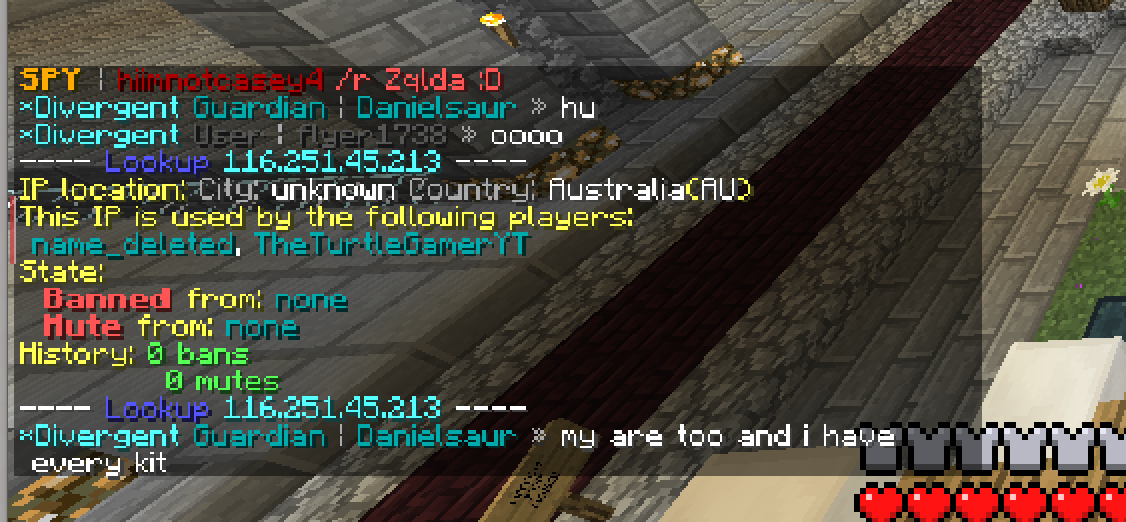 SPY | hiimnotcasey4 /r Zqlda :D
*Divergent Guardian | Danielsaur » hu
*Divergent User | flyer1738 » oooo
---- Lookup 116.251.45.213 ----
IP location: City: unknown Country: Australia(AU)
This IP is used by the following players:
name_deleted, TheTurtleGamerYT
State:
Banned from: none
Mute from: none
History: 0 bans
0 mutes
---- Lookup 116.251.45.213 ----
*Divergent Guardian | Danielsaur » my are too and i have
every kit